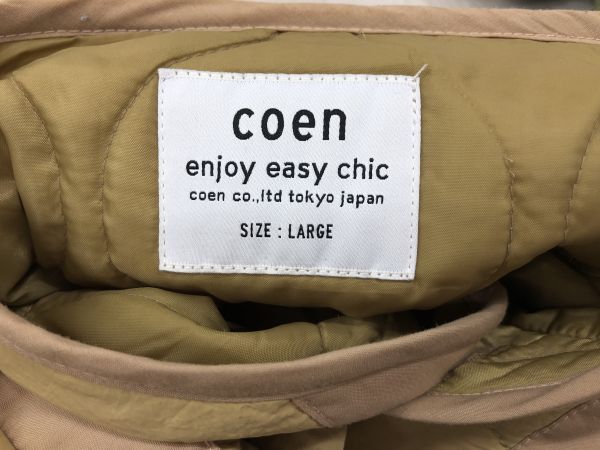 coen
enjoy easy chic
coen co.,ltd tokyo japan
SIZE : LARGE